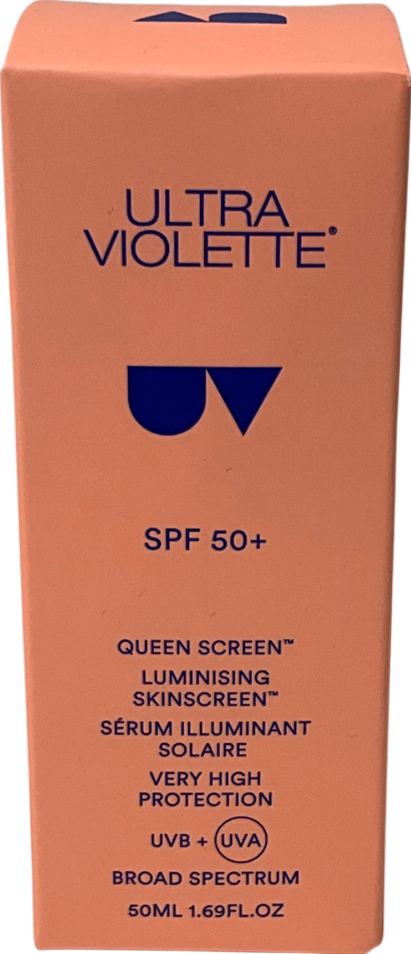 ULTRA
VIOLETTE®
UV
SPF 50+
QUEEN SCREEN™
LUMINISING
SKINSCREEN™
SÉRUM ILLUMINANT
SOLAIRE
VERY HIGH
PROTECTION
UVB + UVA
BROAD SPECTRUM
50ML 1.69FL.OZ